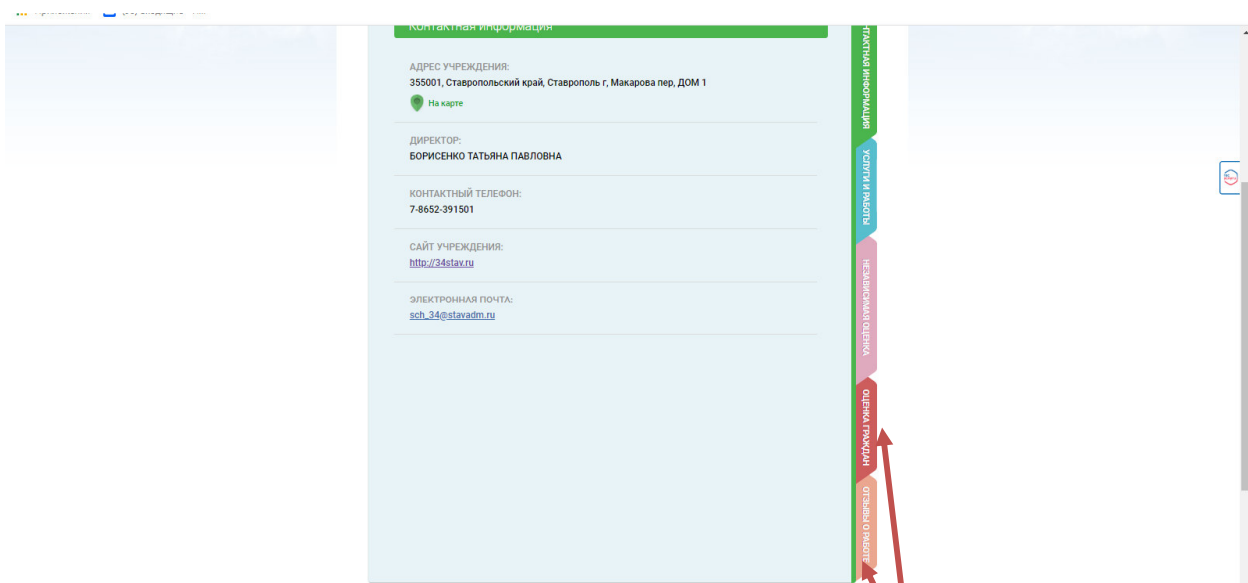 Контактная информация
АДРЕС УЧРЕЖДЕНИЯ:
355001, Ставропольский край, Ставрополь г, Макарова пер, ДОМ 1
На карте
ДИРЕКТОР:
БОРИСЕНКО ТАТЬЯНА ПАВЛОВНА
КОНТАКТНЫЙ ТЕЛЕФОН:
7-8652-391501
САЙТ УЧРЕЖДЕНИЯ:
http://34stav.ru
ЭЛЕКТРОННАЯ ПОЧТА:
sch_34@stavadm.ru
НТАКТНАЯ ИНФОРМАЦИЯ
УСЛУГИ И РАБОТЫ
НЕЗАВИСИМАЯ ОЦЕНКА
ОЦЕНКА ГРАЖДАН
ОТЗЫВЫ О РАБОТЕ